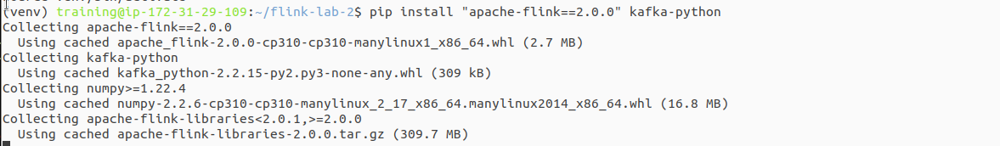 (venv) training@ip-172-31-29-109:~/flink-lab-2$ pip install "apache-flink==2.0.0" kafka-python
Collecting apache-flink==2.0.0
  Using cached apache_flink-2.0.0-cp310-cp310-manylinux1_x86_64.whl (2.7 MB)
Collecting kafka-python
  Using cached kafka_python-2.2.15-py2.py3-none-any.whl (309 kB)
Collecting numpy>=1.22.4
  Using cached numpy-2.2.6-cp310-cp310-manylinux_2_17_x86_64.manylinux2014_x86_64.whl (16.8 MB)
Collecting apache-flink-libraries<2.0.1,>=2.0.0
  Using cached apache-flink-libraries-2.0.0.tar.gz (309.7 MB)